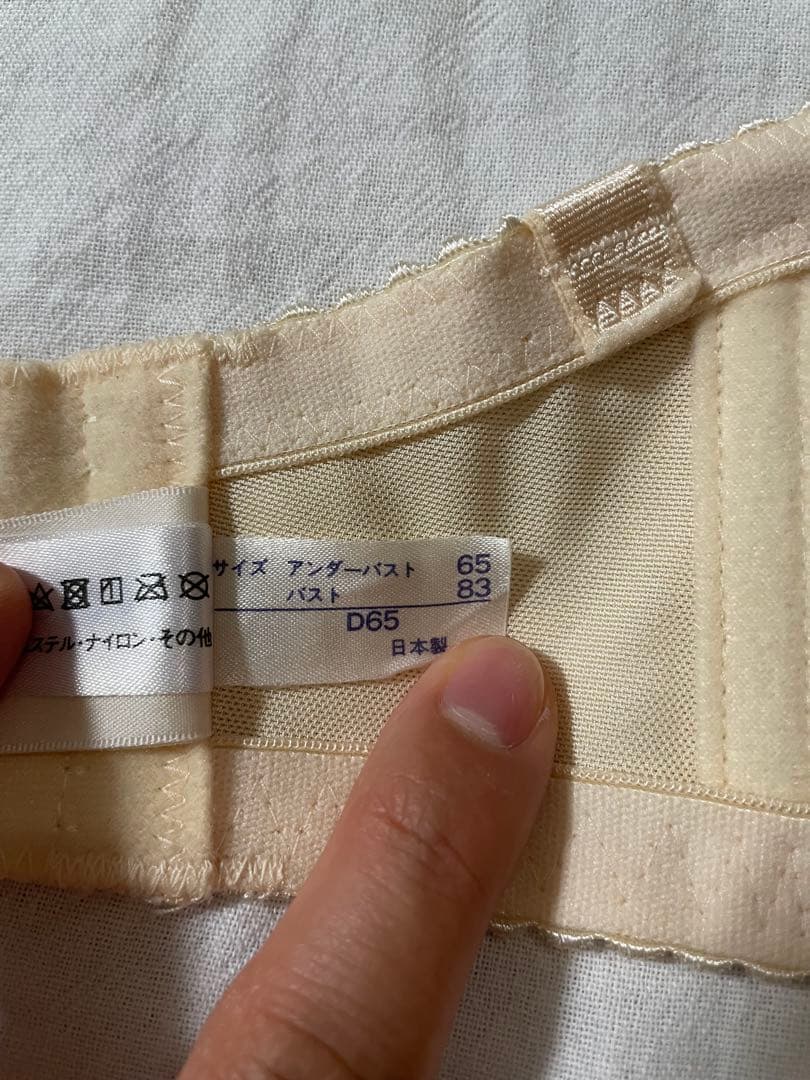 サイズ アンダーバスト 65
バスト 83
D65
日本製
ステル・ナイロン・その他